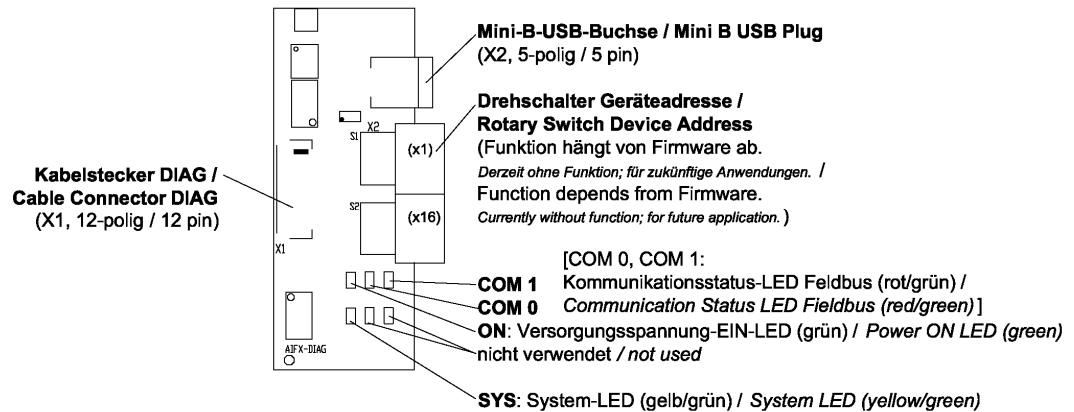 Mini-B-USB-Buchse / Mini B USB Plug
(X2, 5-polig / 5 pin)
Drehschalter Geräteadresse /
Rotary Switch Device Address
(Funktion hängt von Firmware ab.
Derzeit ohne Funktion; für zukünftige Anwendungen. /
Function depends from Firmware.
Currently without function; for future application.)
X2
S1
(x1)
S2
(x16)
Kabelstecker DIAG /
Cable Connector DIAG
(X1, 12-polig / 12 pin)
X1
[COM 0, COM 1:
COM 1 Kommunikationsstatus-LED Feldbus (rot/grün) /
COM 0 Communication Status LED Fieldbus (red/green)]
ON: Versorgungsspannung-EIN-LED (grün) / Power ON LED (green)
nicht verwendet / not used
AIFX-DIAG
SYS: System-LED (gelb/grün) / System LED (yellow/green)